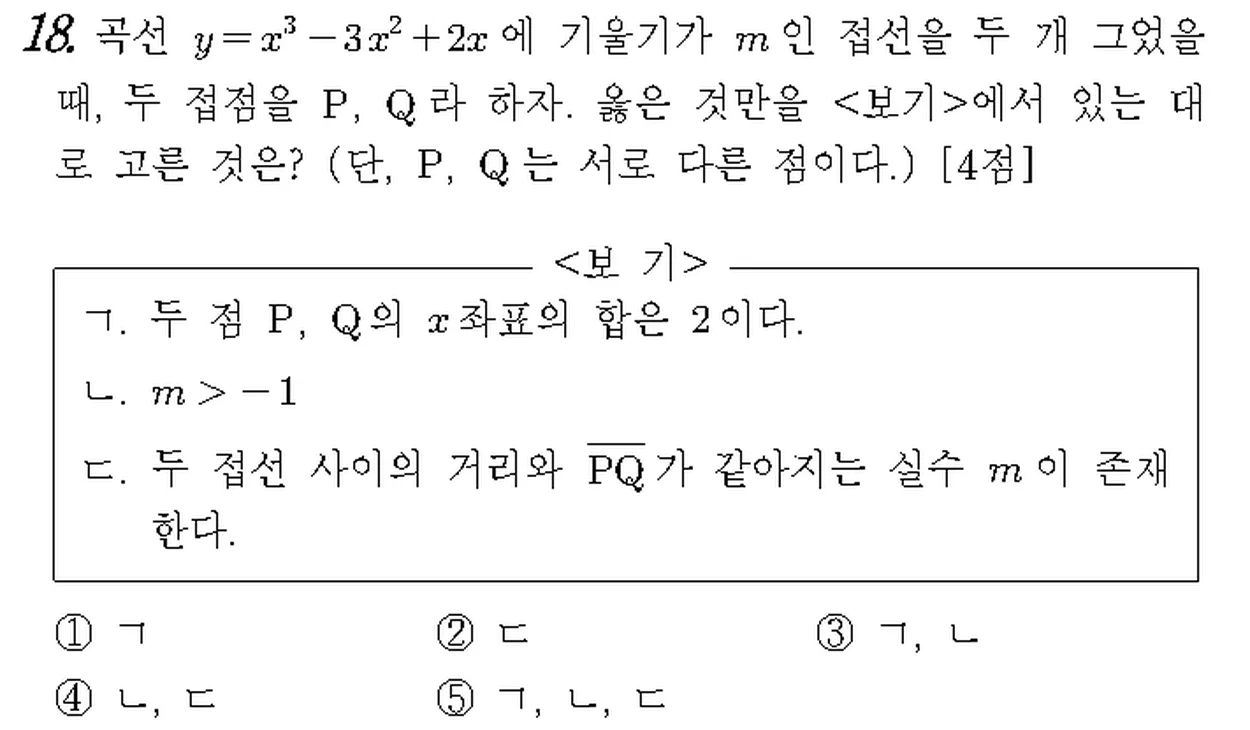 18. 곡선 y=x³-3x²+2x 에 기울기가 m 인 접선을 두 개 그었을
때, 두 접점을 P, Q 라 하자. 옳은 것만을 <보기>에서 있는 대
로 고른 것은? (단, P, Q 는 서로 다른 점이다.) [4점]
<보 기>
ㄱ. 두 점 P, Q의 x좌표의 합은 2이다.
ㄴ. m > -1
ㄷ. 두 접선 사이의 거리와 P̅Q̅가 같아지는 실수 m 이 존재
한다.
① ㄱ ② ㄷ ③ ㄱ, ㄴ
④ ㄴ, ㄷ ⑤ ㄱ, ㄴ, ㄷ